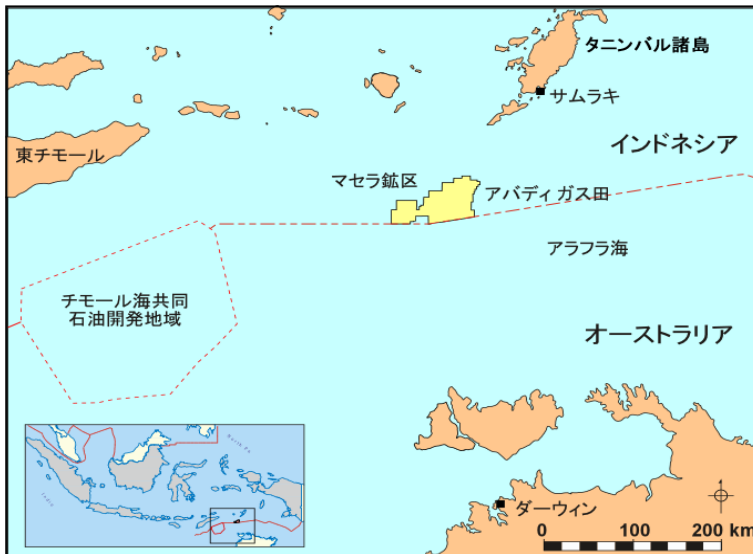 タニンバル諸島
サムラキ
インドネシア
東チモール
マセラ鉱区
アバディガス田
アラフラ海
チモール海共同
石油開発地域
オーストラリア
ダーウィン
0 100 200 km